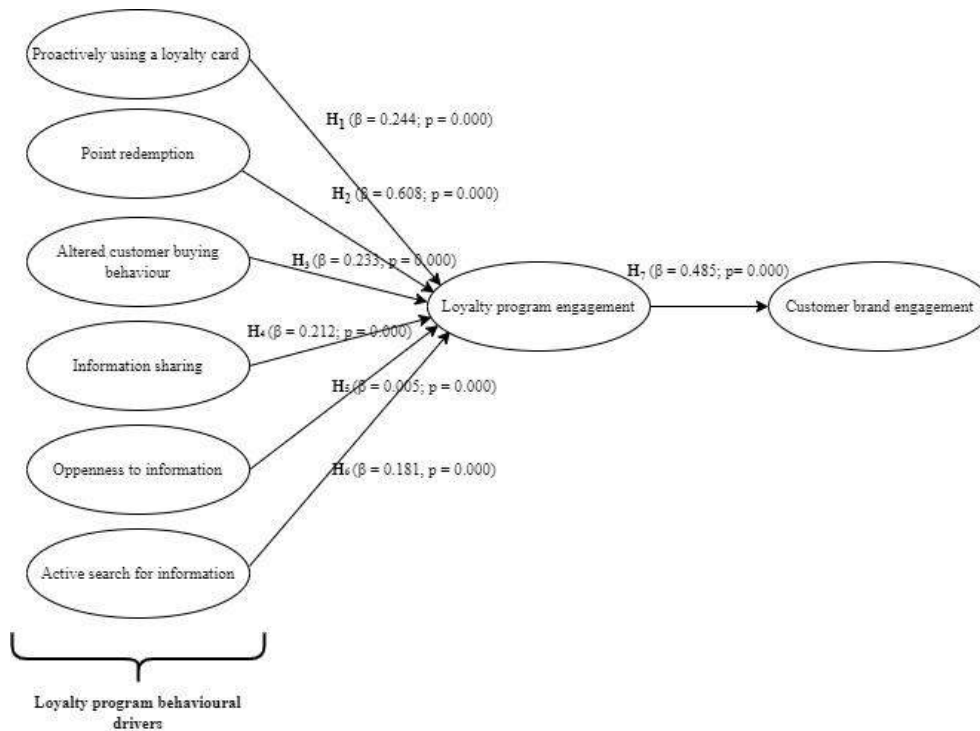 Proactively using a loyalty card
H1 (β = 0.244; p = 0.000)
Point redemption
H2 (β = 0.608; p = 0.000)
Altered customer buying
behaviour
H3 (β = 0.233; p = 0.000)
H7 (β = 0.485; p= 0.000)
Loyalty program engagement
Customer brand engagement
H4 (β = 0.212; p = 0.000)
Information sharing
H5 (β = 0.005; p = 0.000)
Oppenness to information
H6 (β = 0.181, p = 0.000)
Active search for information
Loyalty program behavioural
drivers